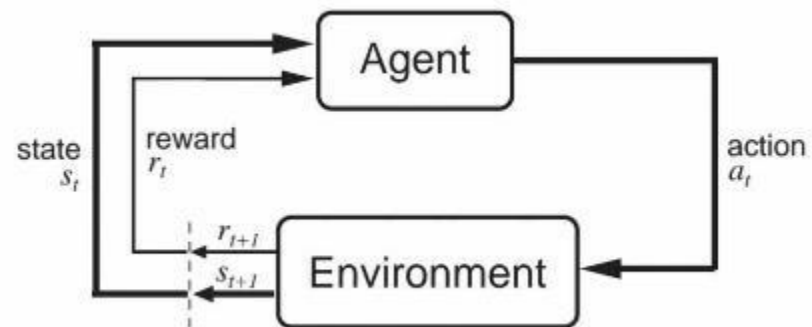 Agent
state
s_t
reward
r_t
action
a_t
r_{t+1}
s_{t+1}
Environment